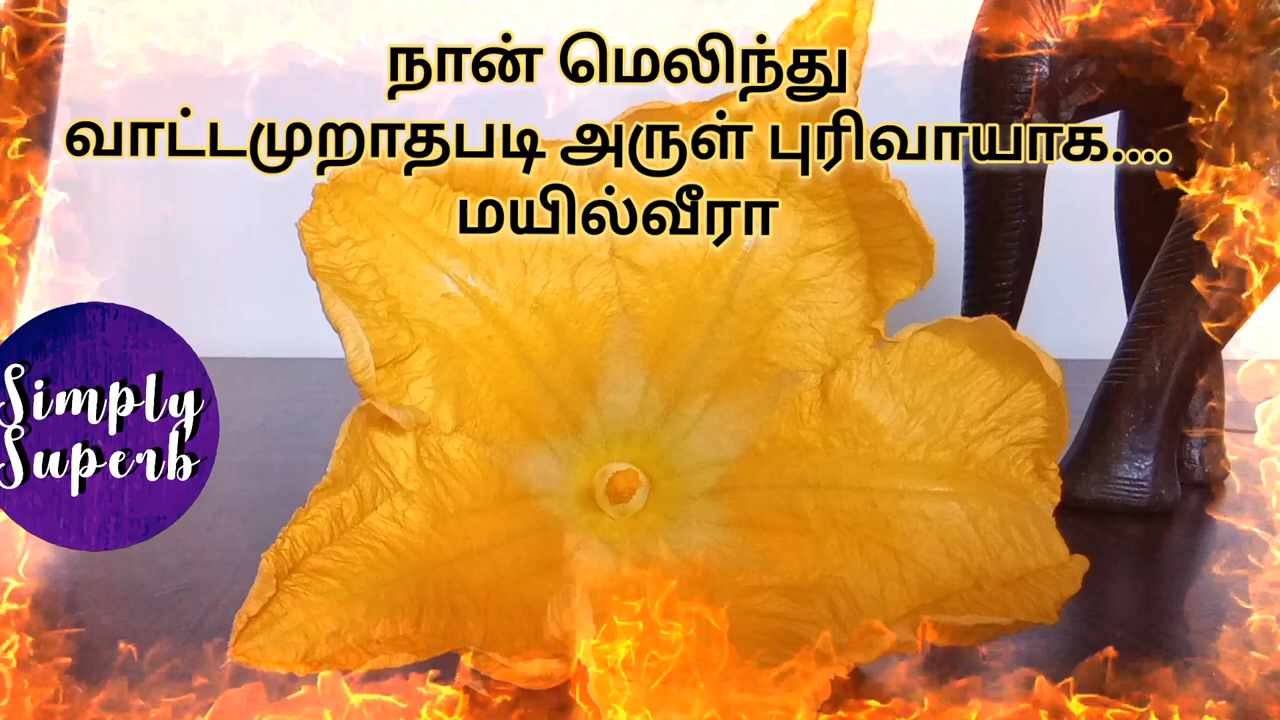 நான் மெலிந்து
வாட்டமுறாதபடி அருள் புரிவாயாக....
மயில்வீரா
Simply
Superb